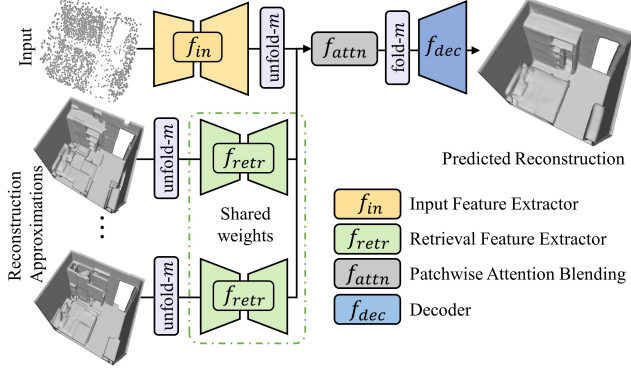 Input
f_in
unfold-m
f_attn
fold-m
f_dec
Predicted Reconstruction
Reconstruction
Approximations
unfold-m
f_retr
Shared
weights
unfold-m
f_retr
f_in Input Feature Extractor
f_retr Retrieval Feature Extractor
f_attn Patchwise Attention Blending
f_dec Decoder